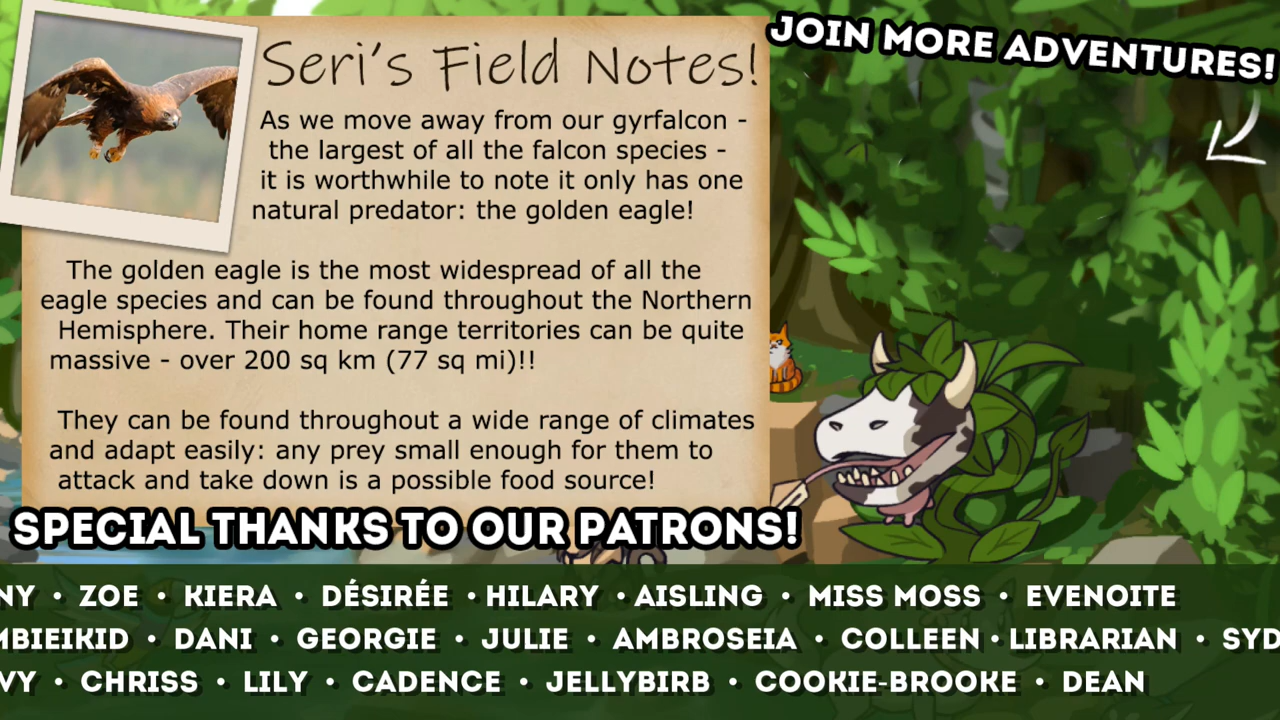 JOIN MORE ADVENTURES!
Seri's Field Notes!
As we move away from our gyrfalcon -
the largest of all the falcon species -
it is worthwhile to note it only has one
natural predator: the golden eagle!
The golden eagle is the most widespread of all the
eagle species and can be found throughout the Northern
Hemisphere. Their home range territories can be quite
massive - over 200 sq km (77 sq mi)!!
They can be found throughout a wide range of climates
and adapt easily: any prey small enough for them to
attack and take down is a possible food source!
SPECIAL THANKS TO OUR PATRONS!
NY • ZOE • KIERA • DÉSIRÉE • HILARY • AISLING • MISS MOSS • EVENOITE
MBIEIKID • DANI • GEORGIE • JULIE • AMBROSEIA • COLLEEN • LIBRARIAN • SYD
VY • CHRISS • LILY • CADENCE • JELLYBIRB • COOKIE-BROOKE • DEAN